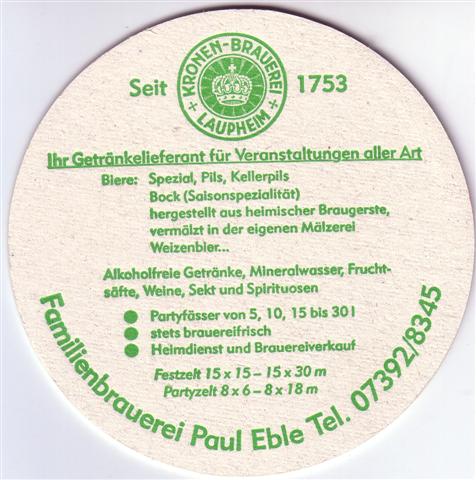 KRONEN-BRAUEREI
+ LAUPHEIM +
Seit 1753
Ihr Getränkelieferant für Veranstaltungen aller Art
Biere: Spezial, Pils, Kellerpils
Bock (Saisonspezialität)
hergestellt aus heimischer Braugerste,
vermälzt in der eigenen Mälzerei
Weizenbier...
Alkoholfreie Getränke, Mineralwasser, Frucht-
säfte, Weine, Sekt und Spirituosen
● Partyfässer von 5, 10, 15 bis 30 l
● stets brauereifrisch
● Heimdienst und Brauereiverkauf
Festzelt 15 x 15 – 15 x 30 m
Partyzelt 8 x 6 – 8 x 18 m
Familienbrauerei Paul Eble Tel. 07392/8345